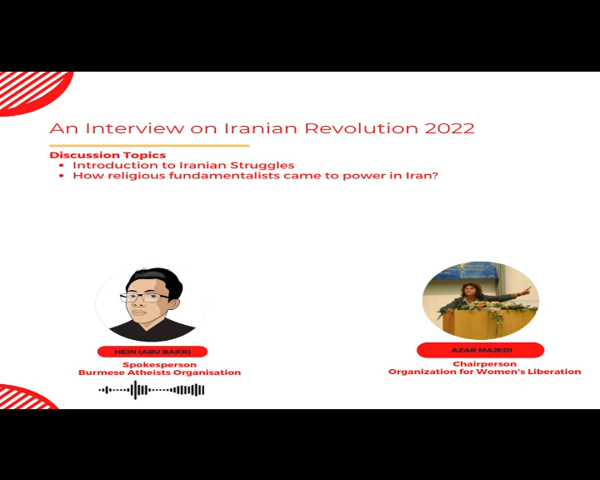 An Interview on Iranian Revolution 2022
Discussion Topics
• Introduction to Iranian Struggles
• How religious fundamentalists came to power in Iran?
HEIN (ABU BAKR)
Spokesperson
Burmese Atheists Organisation
AZAR MAJEDI
Chairperson
Organization for Women's Liberation